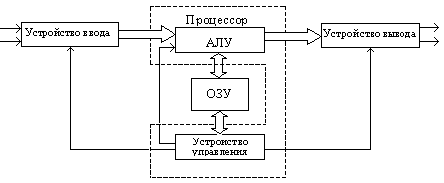 Процессор
Устройство ввода
АЛУ
Устройство вывода
ОЗУ
Устройство
управления